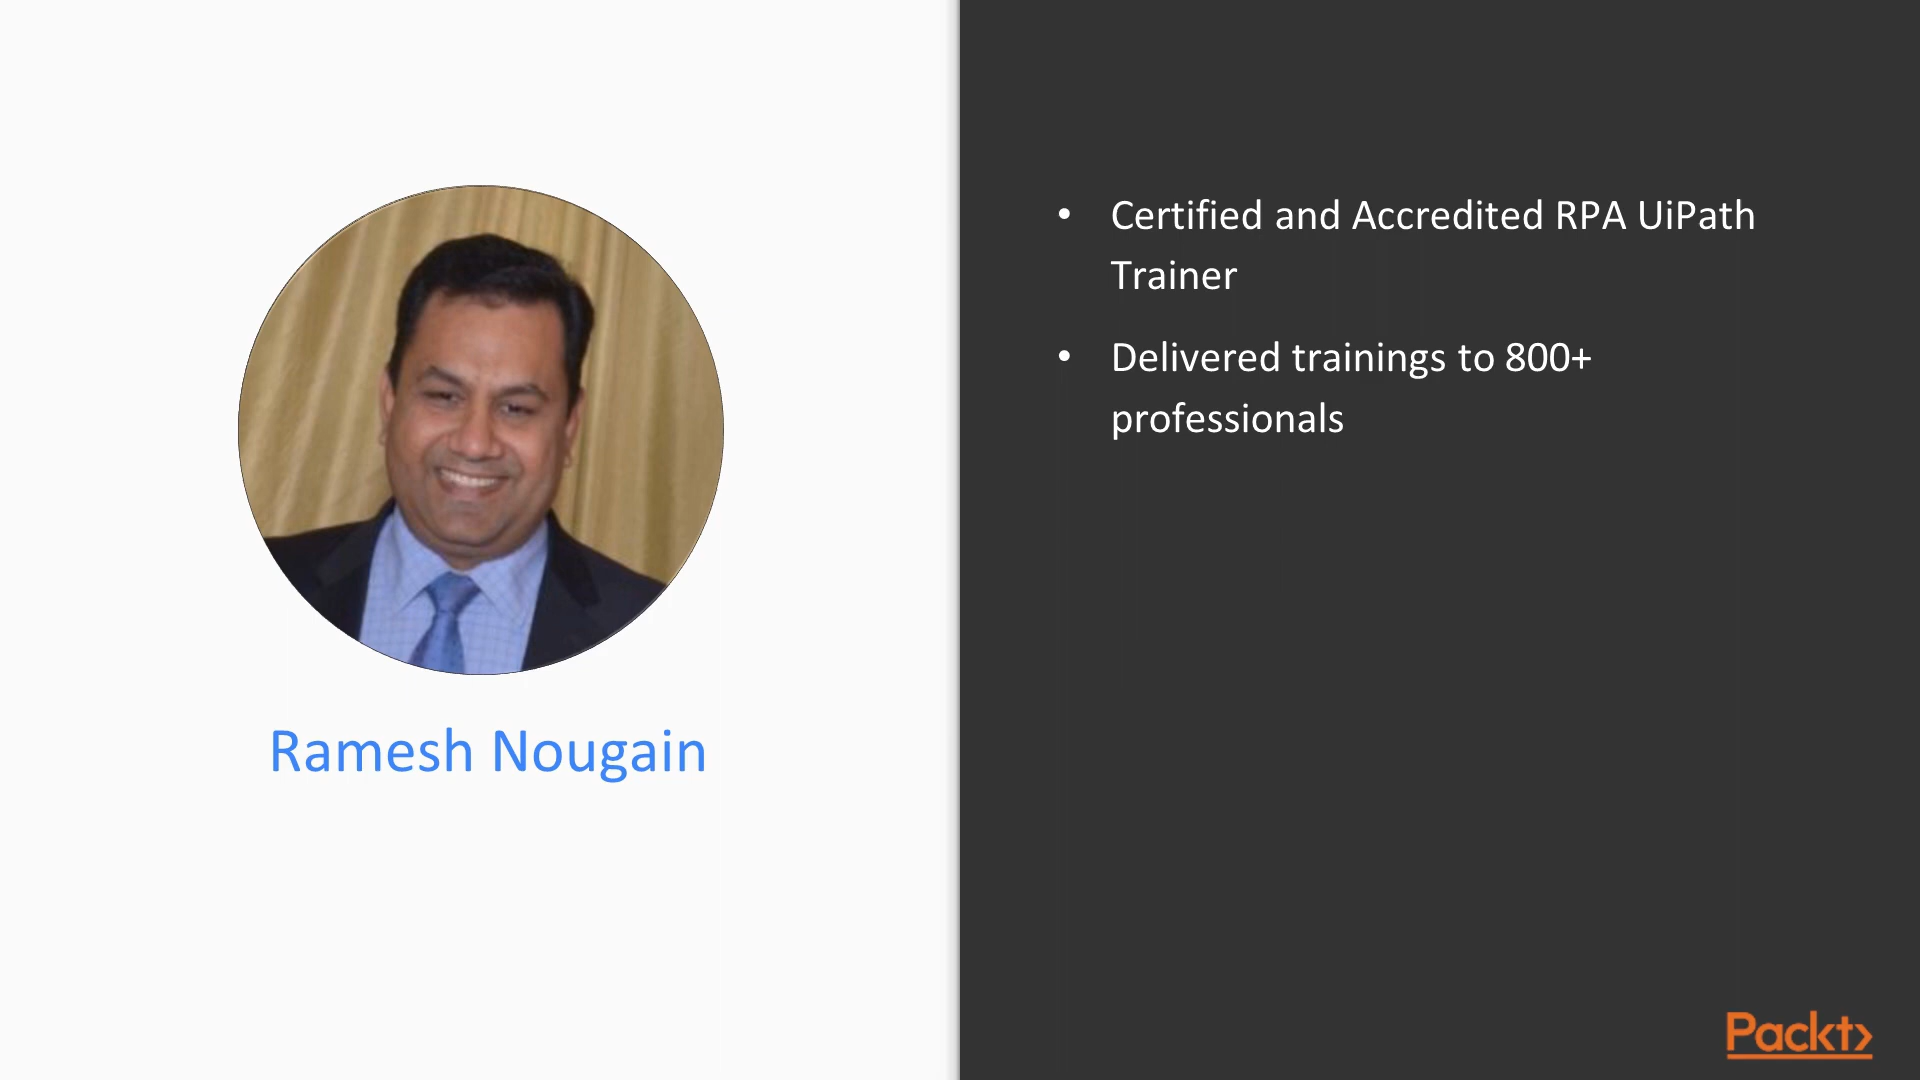 Ramesh Nougain
• Certified and Accredited RPA UiPath
Trainer
• Delivered trainings to 800+
professionals
Packt>